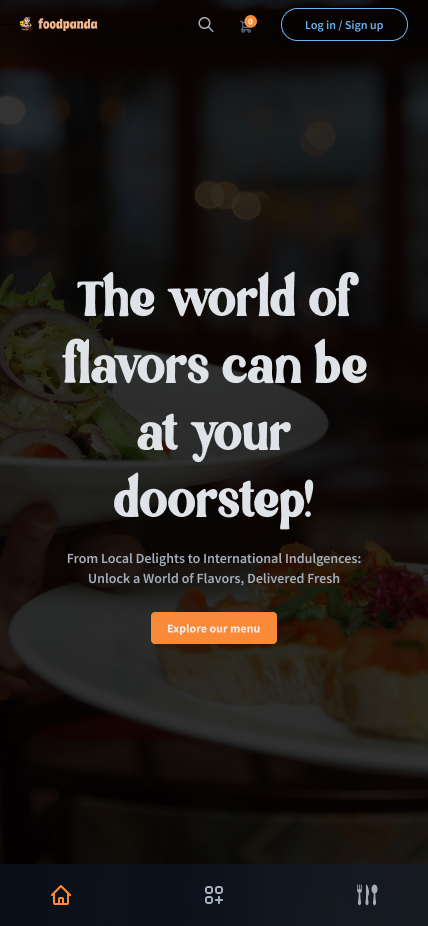 foodpanda
0
Log in / Sign up
The world of
flavors can be
at your
doorstep!
From Local Delights to International Indulgences:
Unlock a World of Flavors, Delivered Fresh
Explore our menu